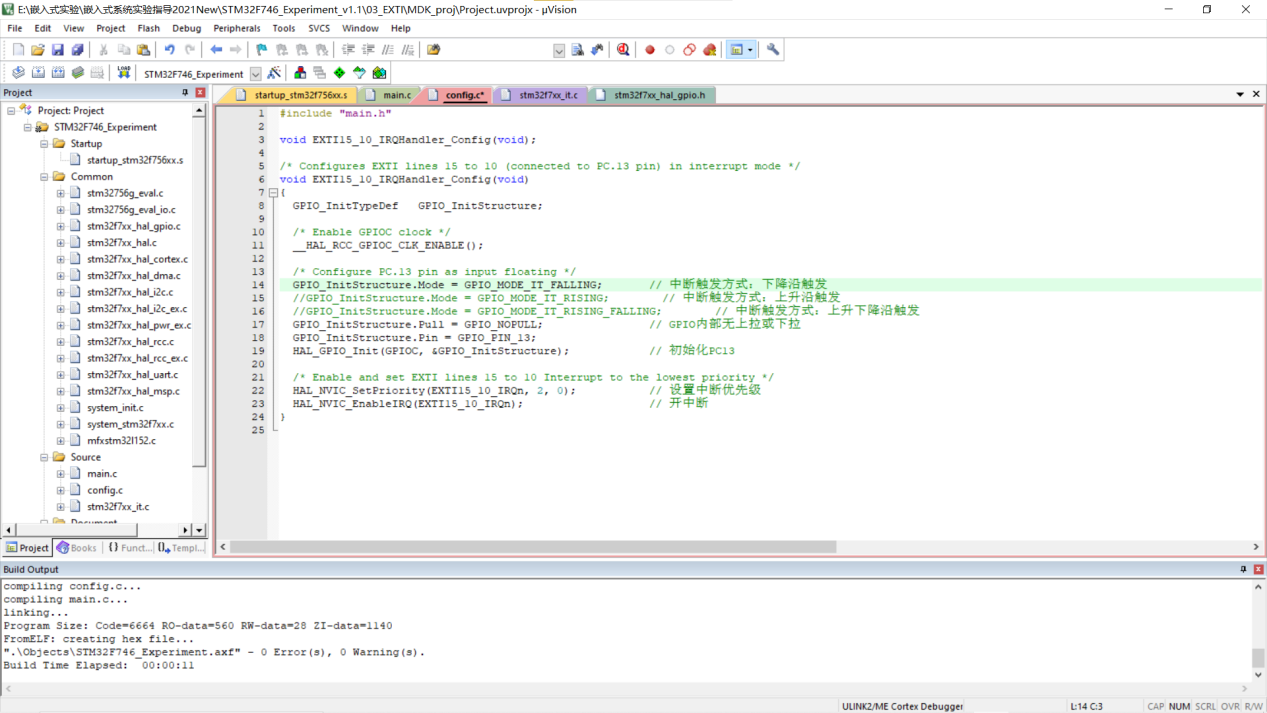 E:\嵌入式实验\嵌入式系统实验指导2021New\STM32F746_Experiment_v1.1\03_EXTI\MDK_proj\Project.uvprojx - µVision
File Edit View Project Flash Debug Peripherals Tools SVCS Window Help
LOAD
STM32F746_Experiment
Project
startup_stm32f756xx.s main.c config.c* stm32f7xx_it.c stm32f7xx_hal_gpio.h
Project: Project
STM32F746_Experiment
Startup
startup_stm32f756xx.s
Common
stm32756g_eval.c
stm32756g_eval_io.c
stm32f7xx_hal_gpio.c
stm32f7xx_hal.c
stm32f7xx_hal_cortex.c
stm32f7xx_hal_dma.c
stm32f7xx_hal_i2c.c
stm32f7xx_hal_i2c_ex.c
stm32f7xx_hal_pwr_ex.c
stm32f7xx_hal_rcc.c
stm32f7xx_hal_rcc_ex.c
stm32f7xx_hal_uart.c
stm32f7xx_hal_msp.c
system_init.c
system_stm32f7xx.c
mfxstm32l152.c
Source
main.c
config.c
stm32f7xx_it.c
Document
Project Books {} Funct... Templ...
1 #include "main.h"
2
3 void EXTI15_10_IRQHandler_Config(void);
4
5 /* Configures EXTI lines 15 to 10 (connected to PC.13 pin) in interrupt mode */
6 void EXTI15_10_IRQHandler_Config(void)
7 {
8 GPIO_InitTypeDef GPIO_InitStructure;
9
10 /* Enable GPIOC clock */
11 __HAL_RCC_GPIOC_CLK_ENABLE();
12
13 /* Configure PC.13 pin as input floating */
14 GPIO_InitStructure.Mode = GPIO_MODE_IT_FALLING; // 中断触发方式：下降沿触发
15 //GPIO_InitStructure.Mode = GPIO_MODE_IT_RISING; // 中断触发方式：上升沿触发
16 //GPIO_InitStructure.Mode = GPIO_MODE_IT_RISING_FALLING; // 中断触发方式：上升下降沿触发
17 GPIO_InitStructure.Pull = GPIO_NOPULL; // GPIO内部无上拉或下拉
18 GPIO_InitStructure.Pin = GPIO_PIN_13;
19 HAL_GPIO_Init(GPIOC, &GPIO_InitStructure); // 初始化PC13
20
21 /* Enable and set EXTI lines 15 to 10 Interrupt to the lowest priority */
22 HAL_NVIC_SetPriority(EXTI15_10_IRQn, 2, 0); // 设置中断优先级
23 HAL_NVIC_EnableIRQ(EXTI15_10_IRQn); // 开中断
24 }
25
Build Output
compiling config.c...
compiling main.c...
linking...
Program Size: Code=6664 RO-data=560 RW-data=28 ZI-data=1140
FromELF: creating hex file...
".\Objects\STM32F746_Experiment.axf" - 0 Error(s), 0 Warning(s).
Build Time Elapsed: 00:00:11
ULINK2/ME Cortex Debugger L:14 C:3 CAP NUM SCRL OVR R/W